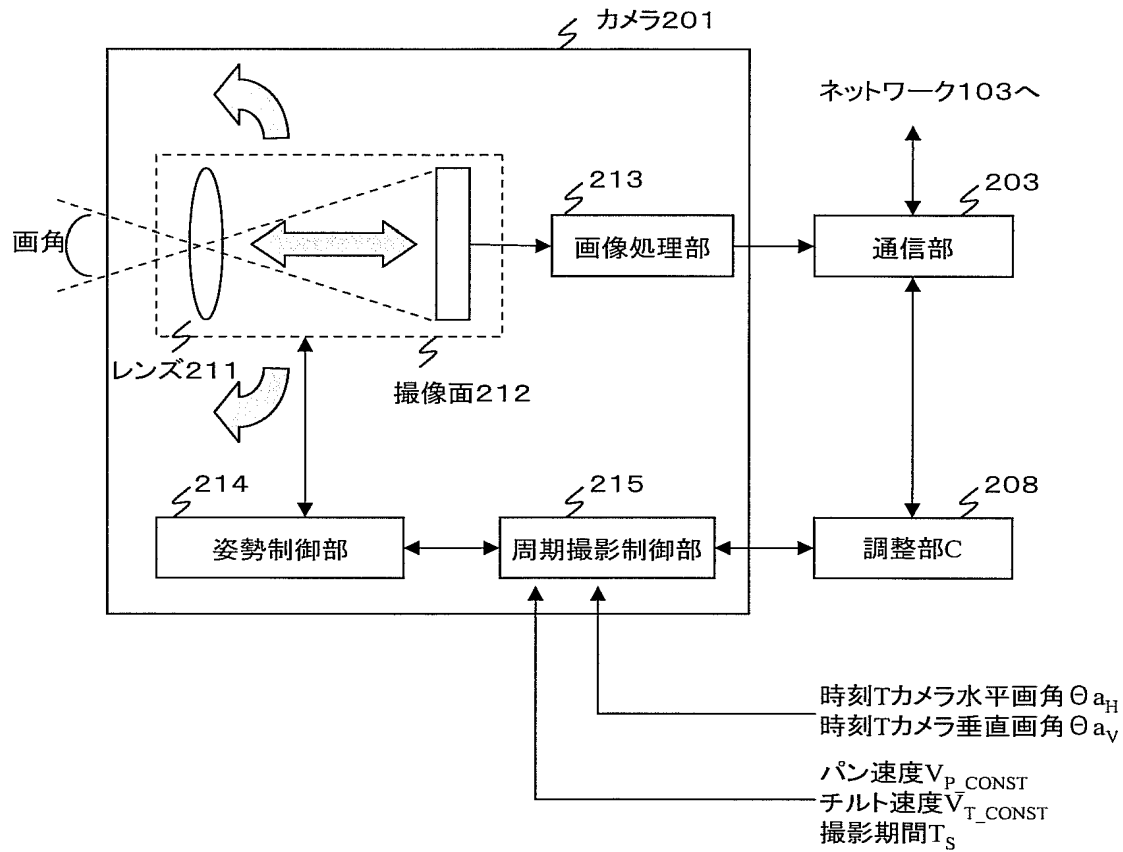 カメラ201
ネットワーク103へ
213
203
画角
画像処理部
通信部
レンズ211
撮像面212
214
215
208
姿勢制御部
周期撮影制御部
調整部C
時刻Tカメラ水平画角Θa_H
時刻Tカメラ垂直画角Θa_V
パン速度V_P_CONST
チルト速度V_T_CONST
撮影期間T_S